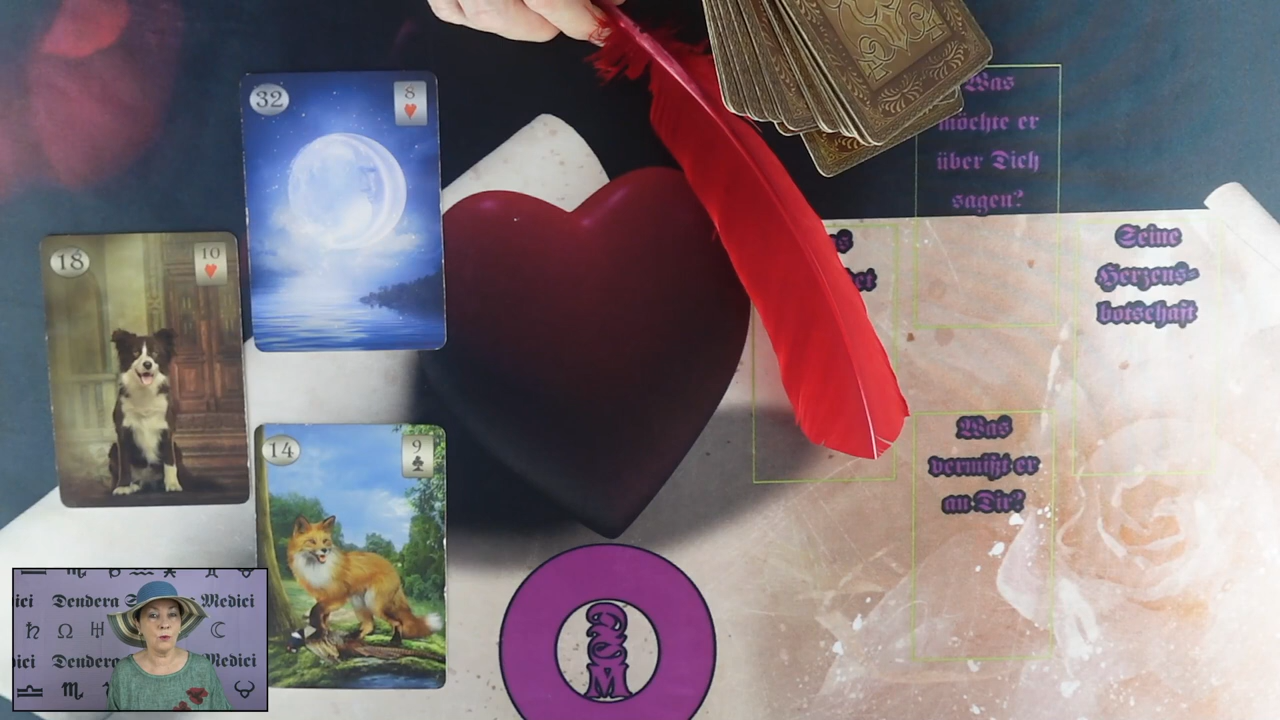 32
8
18
10
14
9
Was
möchte er
über Dich
sagen?
Seine
Herzens-
botschaft
Was
vermißt er
an Dir?
Dendera
Medici
Dendera
Medici
DSM